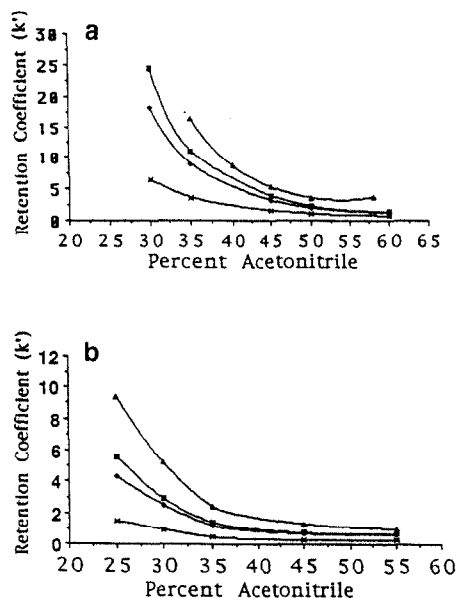 a
Retention Coefficient (k')
30
25
20
15
10
5
0
20 25 30 35 40 45 50 55 60 65
Percent Acetonitrile
b
Retention Coefficient (k')
12
10
8
6
4
2
0
20 25 30 35 40 45 50 55 60
Percent Acetonitrile